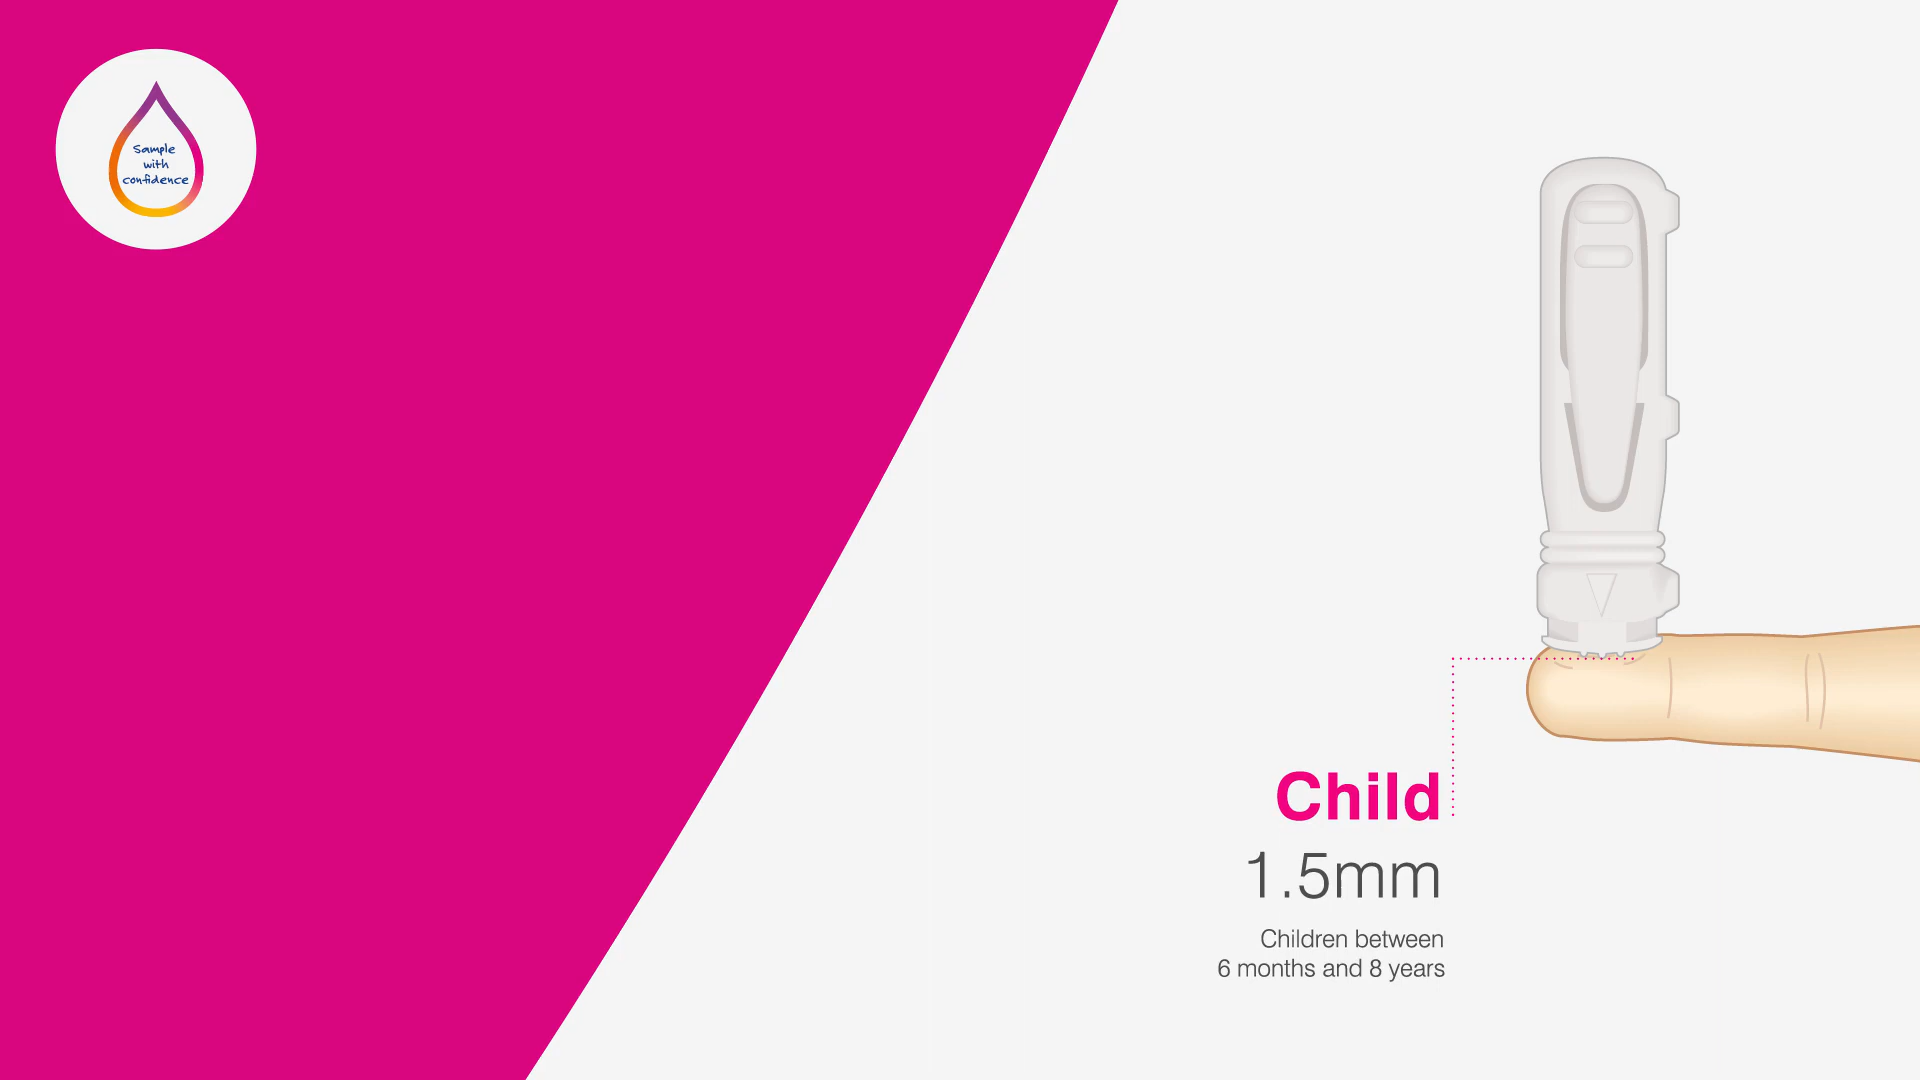 Sample
with
confidence
Child
1.5mm
Children between
6 months and 8 years